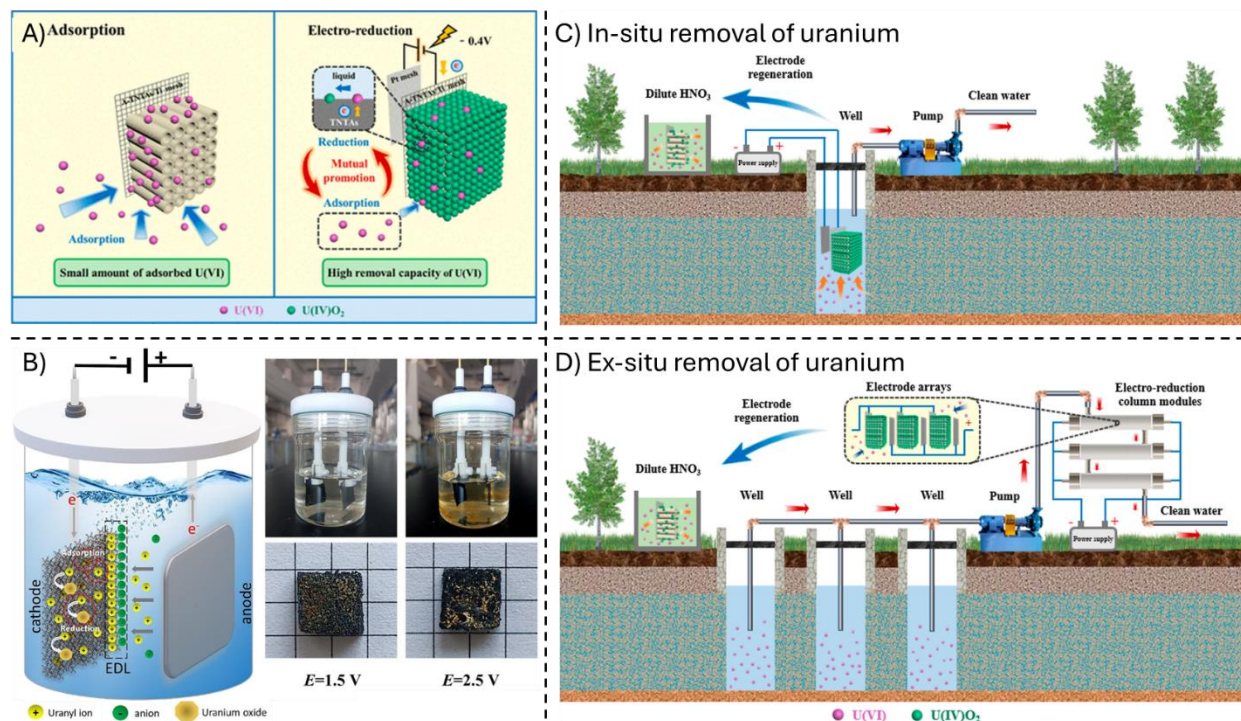 A) Adsorption
A-TNTAs/Ti mesh
Adsorption
Small amount of adsorbed U(VI)
Electro-reduction
- 0.4V
Pt mesh
liquid
TNTAs
Reduction
Mutual
promotion
Adsorption
High removal capacity of U(VI)
U(VI) U(IV)O₂
B)
- +
e⁻
e⁻
Adsorption
Reduction
cathode
anode
EDL
E=1.5 V
E=2.5 V
+ Uranyl ion - anion Uranium oxide
C) In-situ removal of uranium
Electrode
regeneration
Dilute HNO₃
- +
Power supply
Well
Pump
Clean water
D) Ex-situ removal of uranium
Electrode
regeneration
Dilute HNO₃
Electrode arrays
Electro-reduction
column modules
Well
Well
Well
Pump
- +
Power supply
Clean water
U(VI) U(IV)O₂